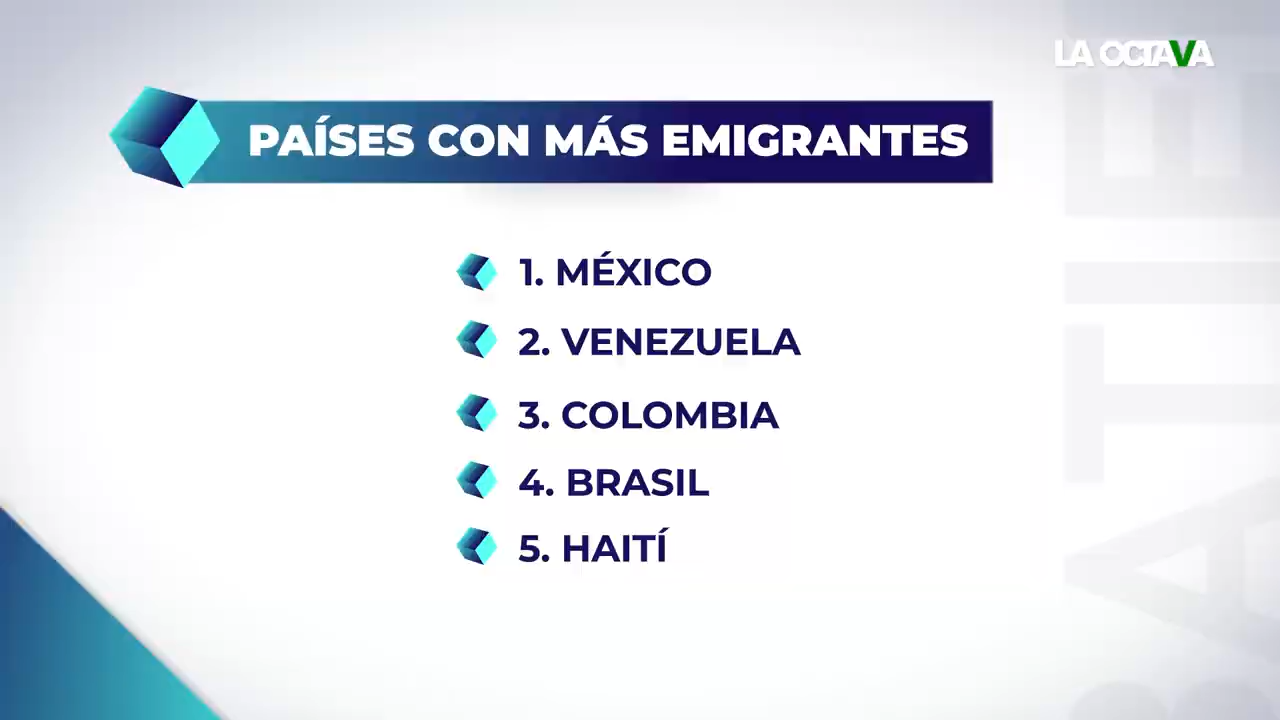 LA OCTAVA
PAÍSES CON MÁS EMIGRANTES
1. MÉXICO
2. VENEZUELA
3. COLOMBIA
4. BRASIL
5. HAITÍ